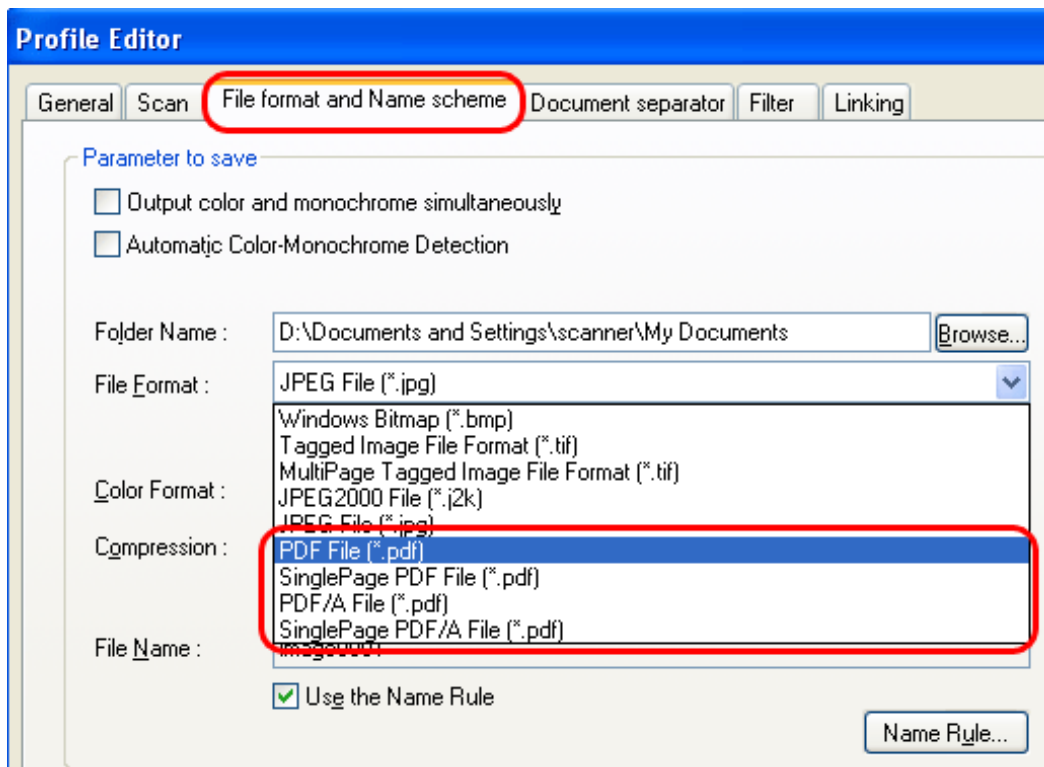 Profile Editor
General Scan File format and Name scheme Document separator Filter Linking
Parameter to save
Output color and monochrome simultaneously
Automatic Color-Monochrome Detection
Folder Name : D:\Documents and Settings\scanner\My Documents Browse...
File Format : JPEG File (*.jpg)
Windows Bitmap (*.bmp)
Tagged Image File Format (*.tif)
MultiPage Tagged Image File Format (*.tif)
Color Format : JPEG2000 File (*.j2k)
JPEG File (*.jpg)
Compression : PDF File (*.pdf)
SinglePage PDF File (*.pdf)
PDF/A File (*.pdf)
SinglePage PDF/A File (*.pdf)
File Name : image0001
Use the Name Rule
Name Rule...